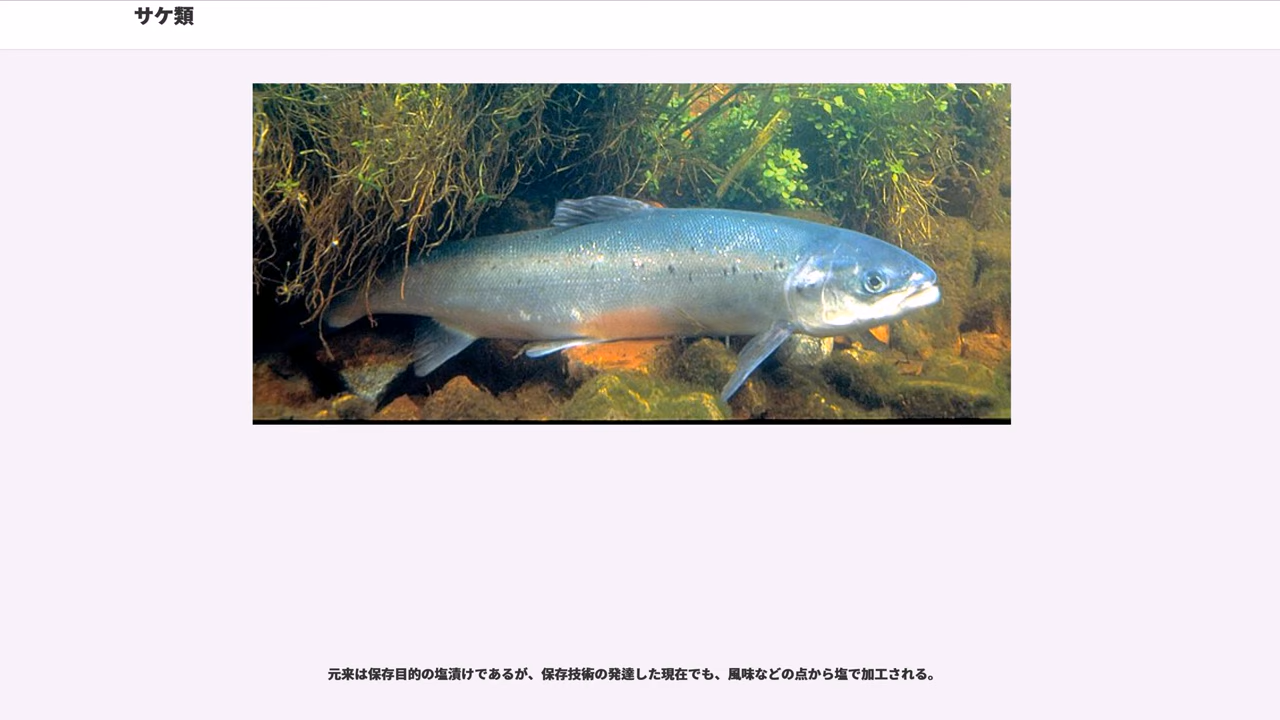 サケ類
元来は保存目的の塩漬けであるが、保存技術の発達した現在でも、風味などの点から塩で加工される。